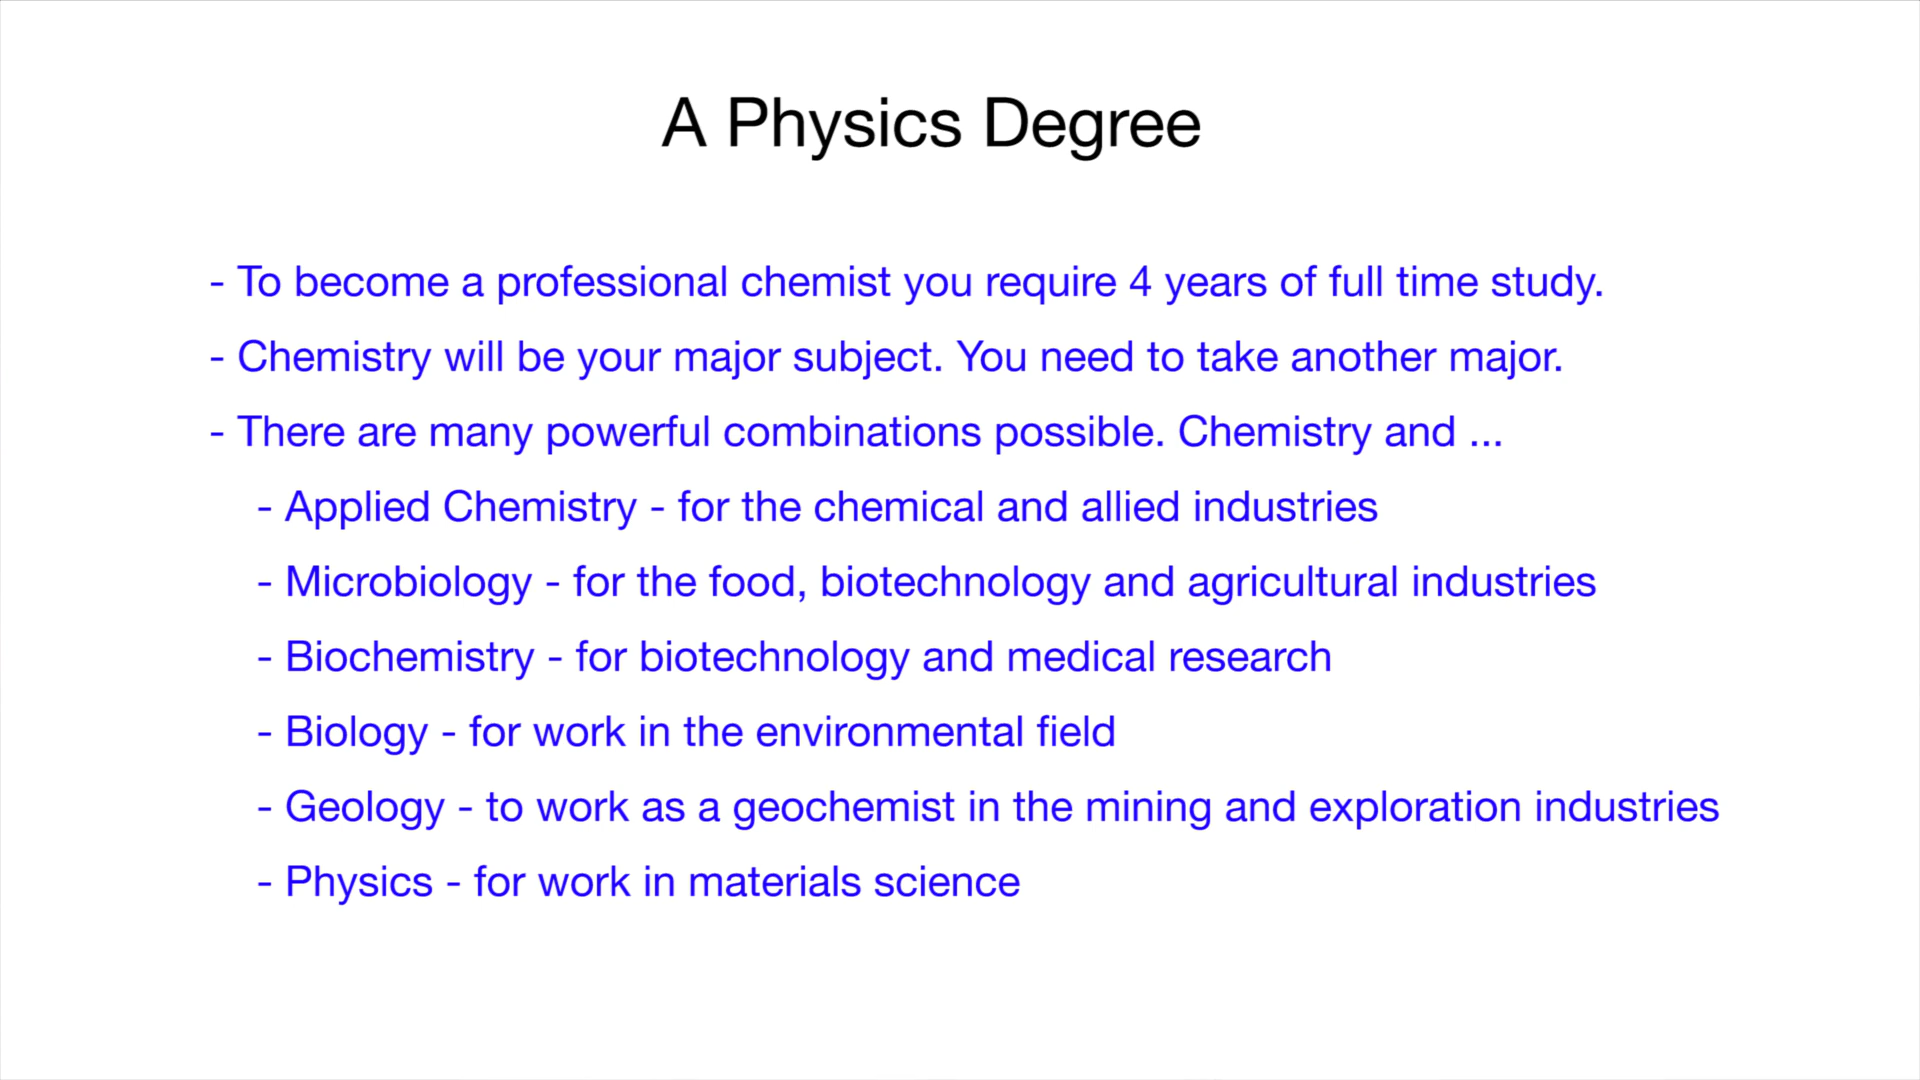 A Physics Degree
- To become a professional chemist you require 4 years of full time study.
- Chemistry will be your major subject. You need to take another major.
- There are many powerful combinations possible. Chemistry and ...
- Applied Chemistry - for the chemical and allied industries
- Microbiology - for the food, biotechnology and agricultural industries
- Biochemistry - for biotechnology and medical research
- Biology - for work in the environmental field
- Geology - to work as a geochemist in the mining and exploration industries
- Physics - for work in materials science